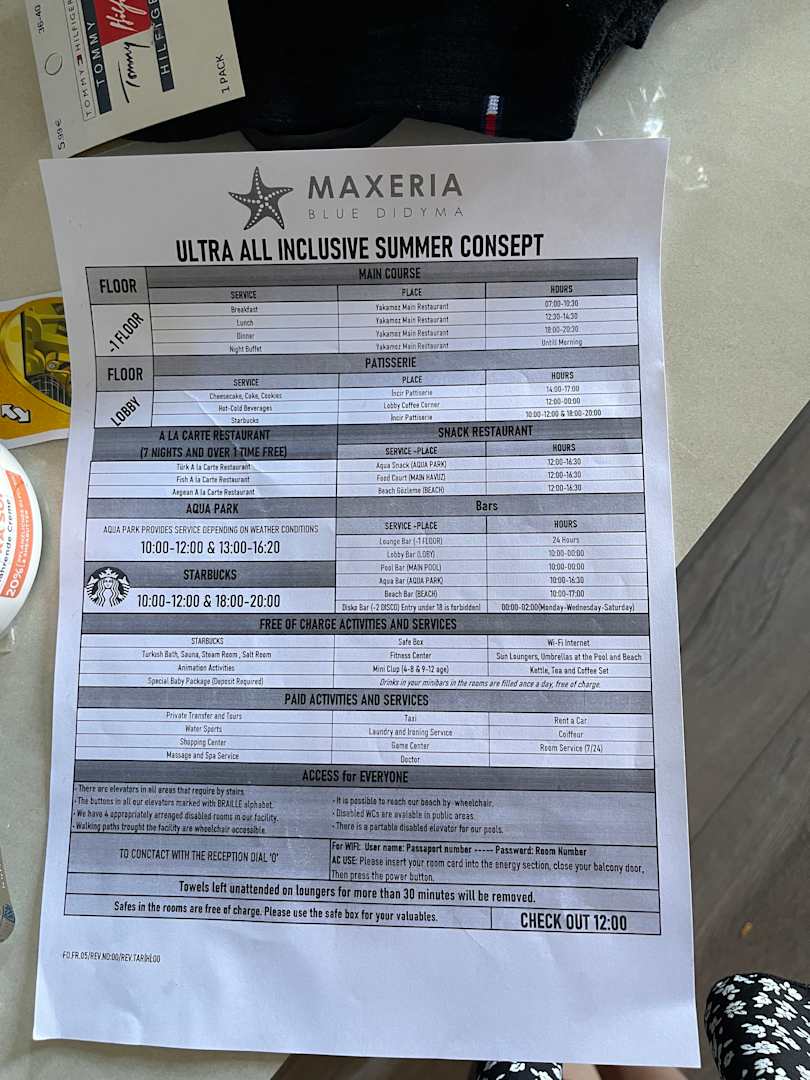 36-40
TOMMY HILFIGER
TOMMY
Tommy Hilf
HILFIGER
1 PACK
5.99€
MAXERIA
BLUE DIDYMA
ULTRA ALL INCLUSIVE SUMMER CONSEPT
FLOOR
MAIN COURSE
SERVICE PLACE HOURS
-1 FLOOR
Breakfast Yakamoz Main Restaurant 07:00-10:30
Lunch Yakamoz Main Restaurant 12:30-14:30
Dinner Yakamoz Main Restaurant 18:00-20:30
Night Buffet Yakamoz Main Restaurant Untill Morning
FLOOR
PATISSERIE
SERVICE PLACE HOURS
LOBBY
Cheesecake, Cake, Cookies İncir Pattiserie 14:00-17:00
Hot-Cold Beverages Lobby Coffee Corner 12:00-00:00
Starbucks İncir Pattiserie 10:00-12:00 & 18:00-20:00
A LA CARTE RESTAURANT
(7 NIGHTS AND OVER 1 TIME FREE)
Türk A la Carte Restaurant
Fish A la Carte Restaurant
Aegean A la Carte Restaurant
SNACK RESTAURANT
SERVICE -PLACE HOURS
Aqua Snack (AQUA PARK) 12:00-16:30
Food Court (MAIN HAVUZ) 12:00-16:30
Beach Gözleme (BEACH) 12:00-16:30
AQUA PARK
AQUA PARK PROVIDES SERVICE DEPENDING ON WEATHER CONDITIONS
10:00-12:00 & 13:00-16:20
STARBUCKS
10:00-12:00 & 18:00-20:00
Bars
SERVICE -PLACE HOURS
Lounge Bar (-1 FLOOR) 24 Hours
Lobby Bar (LOBY) 10:00-00:00
Pool Bar (MAIN POOL) 10:00-00:00
Aqua Bar (AQUA PARK) 10:00-16:30
Beach Bar (BEACH) 10:00-17:00
Disko Bar (-2 DISCO) Entry under 18 is forbidden) 00:00-02:00(Monday-Wednesday-Saturday)
FREE OF CHARGE ACTIVITIES AND SERVICES
STARBUCKS Safe Box Wi-Fi Internet
Turkish Bath, Sauna, Steam Room , Salt Room Fitness Center Sun Loungers, Umbrellas at the Pool and Beach
Animation Activities Mini Clup (4-8 & 9-12 age) Kettle, Tea and Coffee Set
Special Baby Package (Deposit Required) Drinks in your minibars in the rooms are filled once a day, free of charge.
PAID ACTIVITIES AND SERVICES
Private Transfer and Tours Taxi Rent a Car
Water Sports Laundry and Ironing Service Coiffeur
Shopping Center Game Center Room Service (7/24)
Massage and Spa Service Doctor
ACCESS for EVERYONE
• There are elevators in all areas that require by stairs
• The buttons in all our elevators marked with BRAILLE alphabet.
• We have 4 appropriately arranged disabled rooms in our facility.
• Walking paths trought the facility are wheelchair accessible.
• It is possible to reach our beach by wheelchair.
• Disabled WCs are avalable in public areas.
• There is a partable disabled elevator for our pools.
TO CONCTACT WITH THE RECEPTION DIAL '0'
For WIFI: User name: Passaport number ----- Password: Room Number
AC USE: Please insert your room card into the energy section, close your balcony door,
Then press the power button.
Towels left unattended on loungers for more than 30 minutes will be removed.
Safes in the rooms are free of charge. Please use the safe box for your valuables.
CHECK OUT 12:00
FO.FR.05/REV.NO:00/REV.TARİH:00
20%